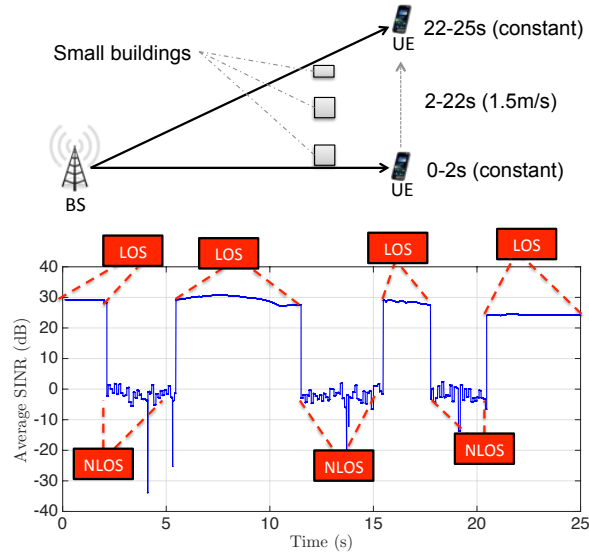 22-25s (constant)
UE
Small buildings
2-22s (1.5m/s)
0-2s (constant)
UE
BS
LOS
LOS
LOS
LOS
40
30
20
10
0
-10
-20
-30
-40
Average SINR (dB)
NLOS
NLOS
NLOS
0
5
10
15
20
25
Time (s)